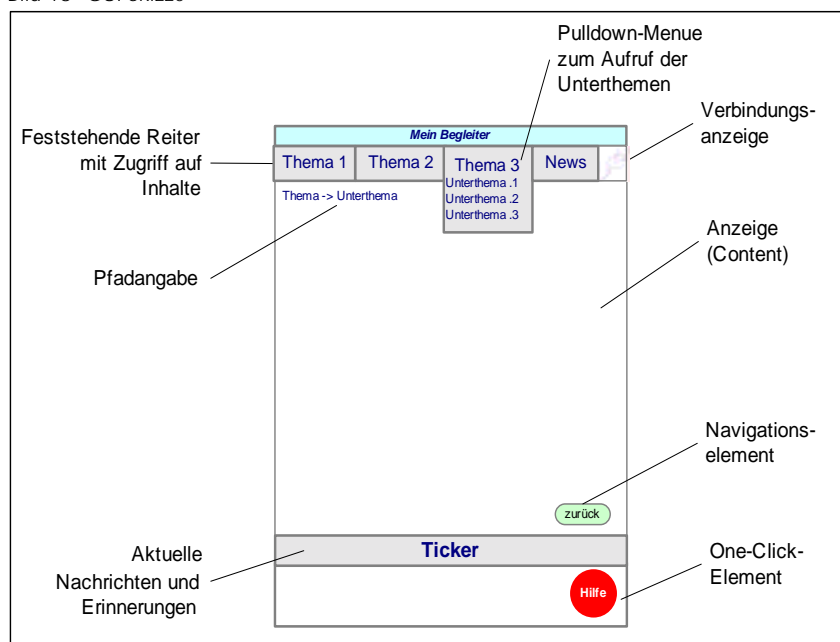 Pulldown-Menue
zum Aufruf der
Unterthemen
Verbindungs-
anzeige
Feststehende Reiter
mit Zugriff auf
Inhalte
Mein Begleiter
Thema 1
Thema 2
Thema 3
News
Unterthema .1
Unterthema .2
Unterthema .3
Thema -> Unterthema
Anzeige
(Content)
Pfadangabe
Navigations-
element
zurück
Ticker
Aktuelle
Nachrichten und
Erinnerungen
One-Click-
Element
Hilfe